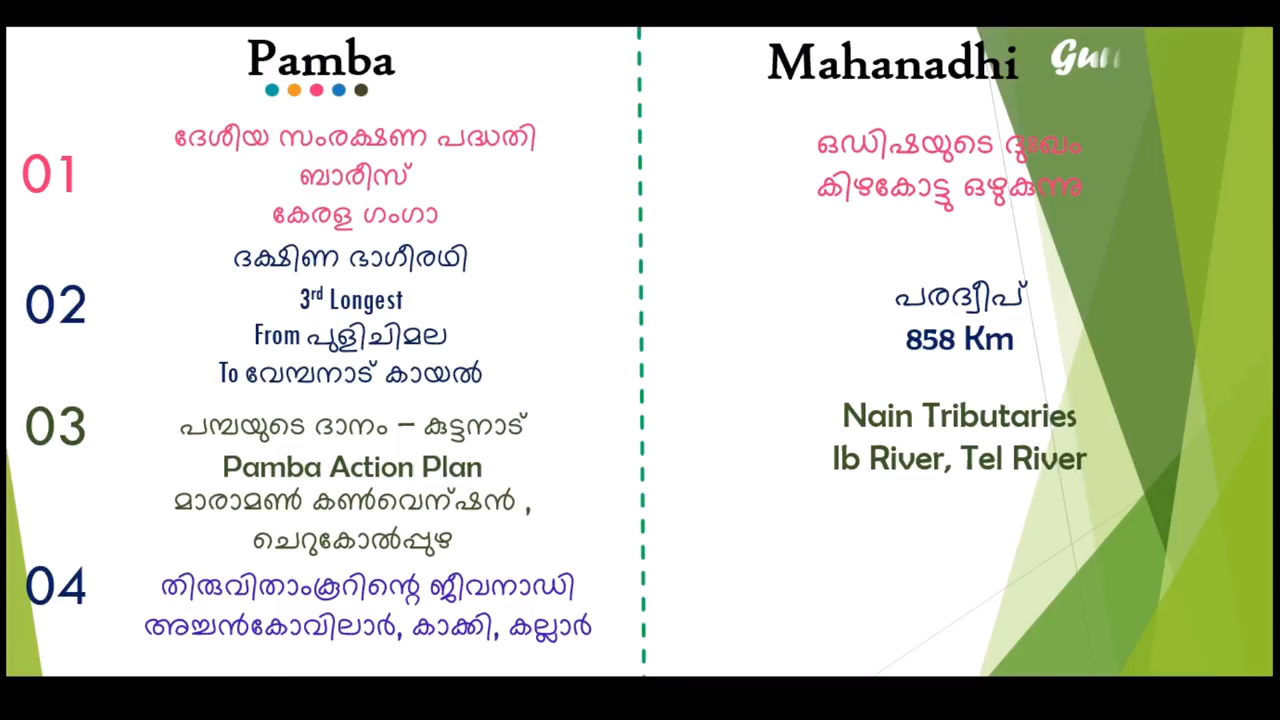 Pamba
01
ദേശീയ സംരക്ഷണ പദ്ധതി
ബാരീസ്
കേരള ഗംഗാ
02
ദക്ഷിണ ഭാഗീരഥി
3rd Longest
From പുളിച്ചിമല
To വേമ്പനാട് കായൽ
03
പമ്പയുടെ ദാനം – കുട്ടനാട്
Pamba Action Plan
മാരാമൺ കൺവെന്ഷൻ ,
ചെറുകോൽപ്പുഴ
04
തിരുവിതാംകൂറിന്റെ ജീവനാഡി
അച്ചൻകോവിലാർ, കാക്കി, കല്ലാർ
Mahanadhi
ഒഡിഷയുടെ ദുഃഖം
കിഴകോട്ടു ഒഴുകുന്നു
പരദ്വീപ്
858 Km
Nain Tributaries
Ib River, Tel River